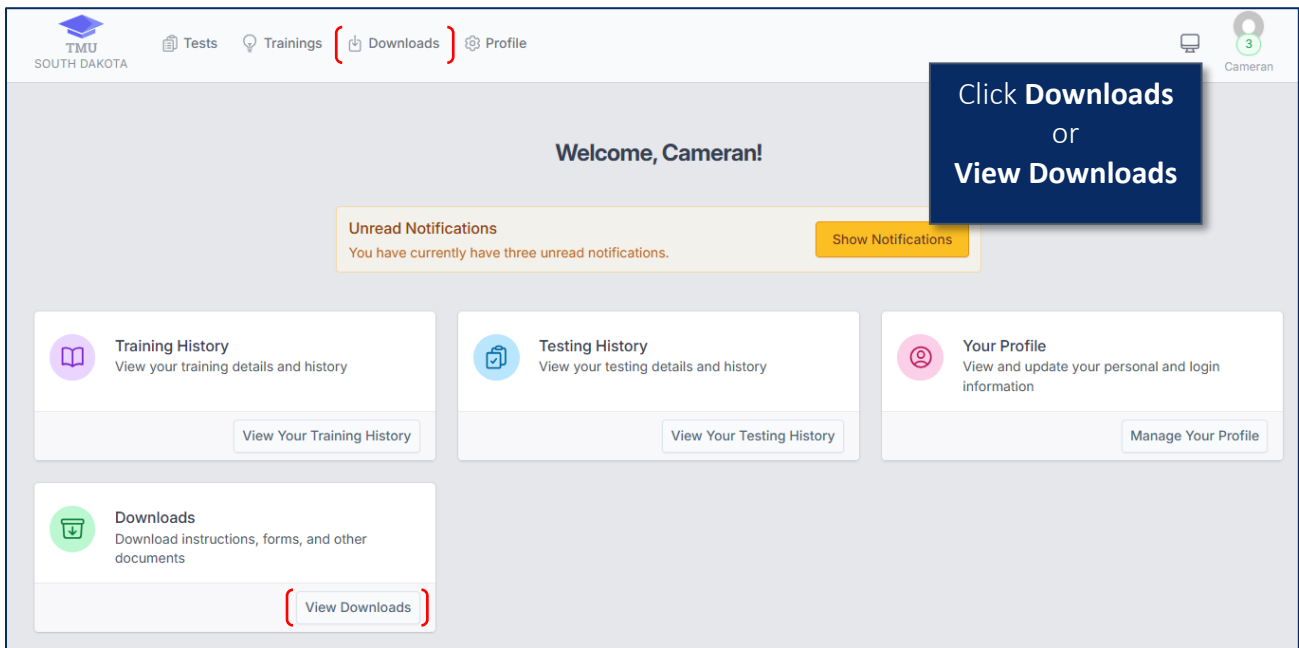 TMU
SOUTH DAKOTA
Tests
Trainings
Downloads
Profile
3
Cameran
Click Downloads
or
View Downloads
Welcome, Cameran!
Unread Notifications
You have currently have three unread notifications.
Show Notifications
Training History
View your training details and history
View Your Training History
Testing History
View your testing details and history
View Your Testing History
Your Profile
View and update your personal and login
information
Manage Your Profile
Downloads
Download instructions, forms, and other
documents
View Downloads